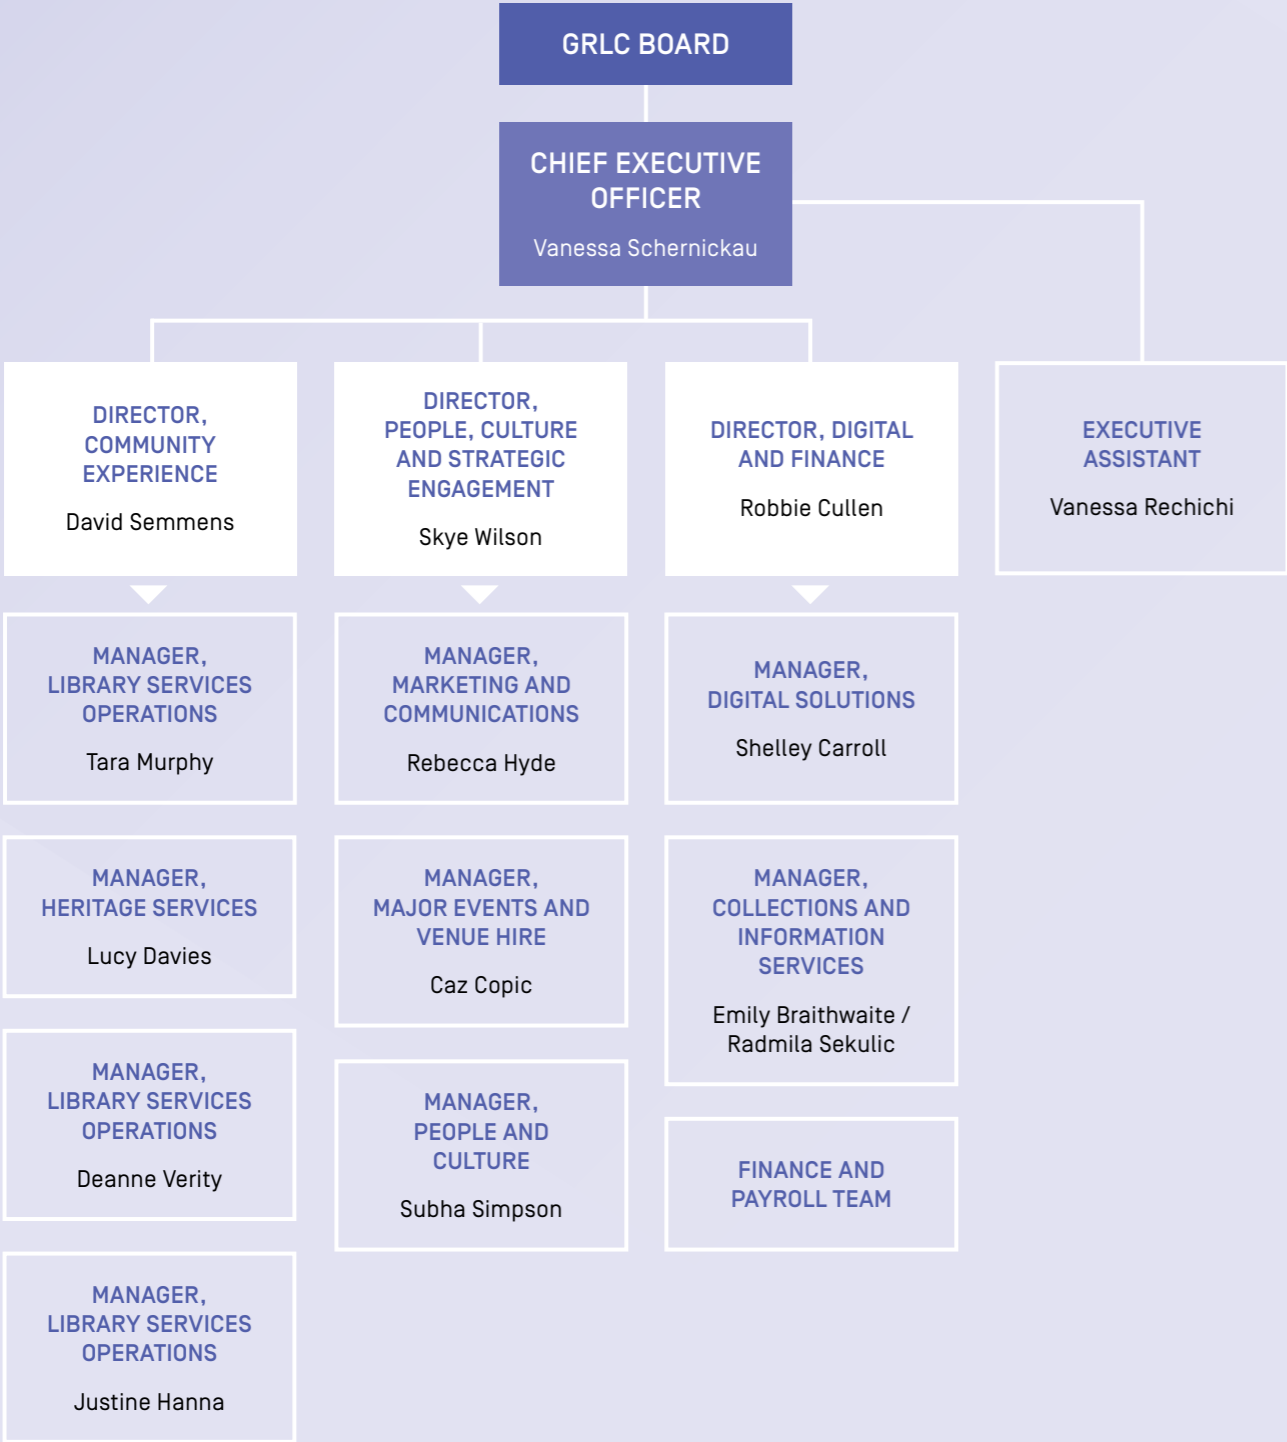 GRLC BOARD
CHIEF EXECUTIVE
OFFICER
Vanessa Schernickau
DIRECTOR,
COMMUNITY
EXPERIENCE
David Semmens
DIRECTOR,
PEOPLE, CULTURE
AND STRATEGIC
ENGAGEMENT
Skye Wilson
DIRECTOR, DIGITAL
AND FINANCE
Robbie Cullen
EXECUTIVE
ASSISTANT
Vanessa Rechichi
MANAGER,
LIBRARY SERVICES
OPERATIONS
Tara Murphy
MANAGER,
HERITAGE SERVICES
Lucy Davies
MANAGER,
LIBRARY SERVICES
OPERATIONS
Deanne Verity
MANAGER,
LIBRARY SERVICES
OPERATIONS
Justine Hanna
MANAGER,
MARKETING AND
COMMUNICATIONS
Rebecca Hyde
MANAGER,
MAJOR EVENTS AND
VENUE HIRE
Caz Copic
MANAGER,
PEOPLE AND
CULTURE
Subha Simpson
MANAGER,
DIGITAL SOLUTIONS
Shelley Carroll
MANAGER,
COLLECTIONS AND
INFORMATION
SERVICES
Emily Braithwaite /
Radmila Sekulic
FINANCE AND
PAYROLL TEAM